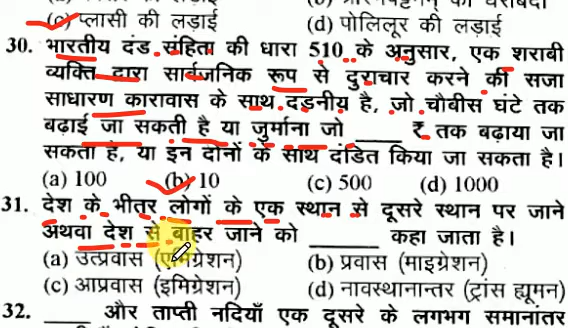 (c) प्लासी की लड़ाई (d) पोलिलूर की लड़ाई
30. भारतीय दंड संहिता की धारा 510 के अनुसार, एक शराबी
व्यक्ति द्वारा सार्वजनिक रूप से दुराचार करने की सजा
साधारण कारावास के साथ दंडनीय है, जो चौबीस घंटे तक
बढ़ाई जा सकती है या जुर्माना जो ____ ₹ तक बढ़ाया जा
सकता है, या इन दोनों के साथ दंडित किया जा सकता है।
(a) 100 (b) 10 (c) 500 (d) 1000
31. देश के भीतर लोगों के एक स्थान से दूसरे स्थान पर जाने
अथवा देश से बाहर जाने को ______ कहा जाता है।
(a) उत्प्रवास (एमिग्रेशन) (b) प्रवास (माइग्रेशन)
(c) आप्रवास (इमिग्रेशन) (d) नावस्थानान्तर (ट्रांस ह्यूमन)
32. ____ और ताप्ती नदियाँ एक दूसरे के लगभग समानांतर